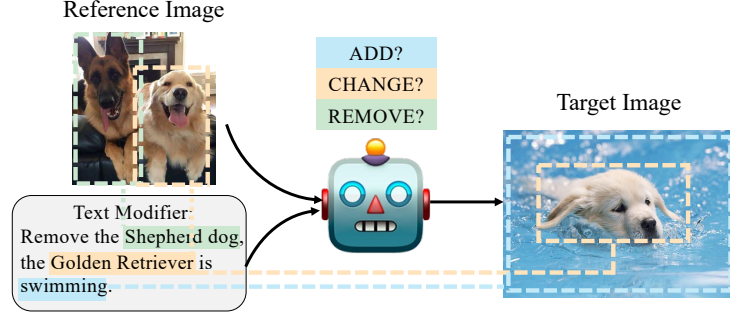 Reference Image
ADD?
CHANGE?
REMOVE?
Target Image
Text Modifier:
Remove the Shepherd dog,
the Golden Retriever is
swimming.